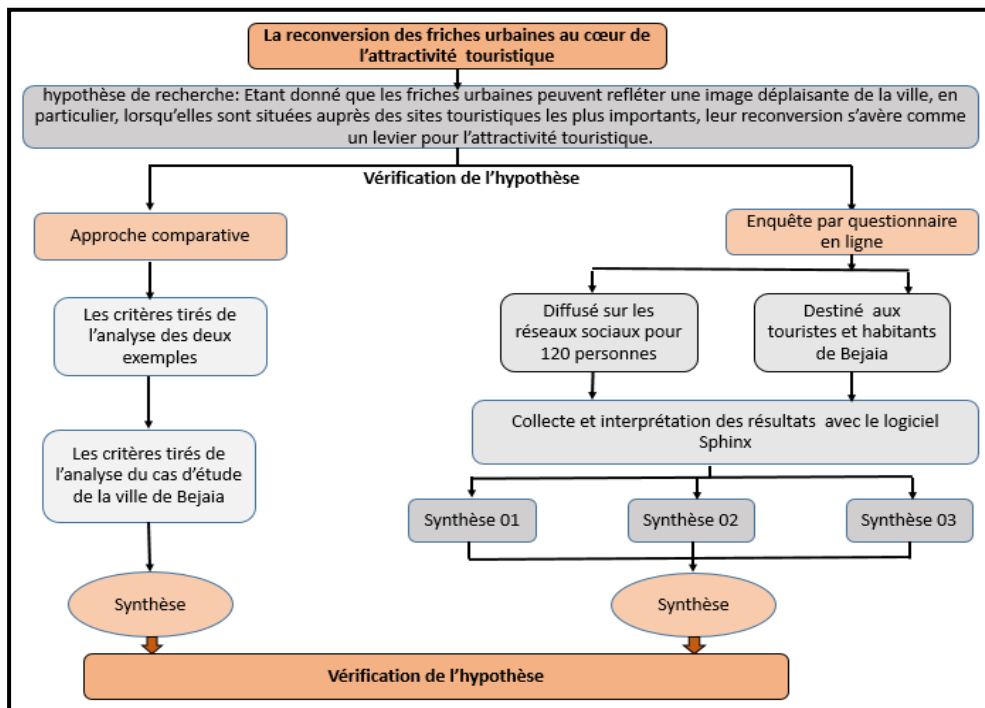 La reconversion des friches urbaines au cœur de
l'attractivité touristique
hypothèse de recherche: Etant donné que les friches urbaines peuvent refléter une image déplaisante de la ville, en
particulier, lorsqu'elles sont situées auprès des sites touristiques les plus importants, leur reconversion s'avère comme
un levier pour l'attractivité touristique.
Vérification de l'hypothèse
Approche comparative
Enquête par questionnaire
en ligne
Les critères tirés de
l'analyse des deux
exemples
Diffusé sur les
réseaux sociaux pour
120 personnes
Destiné aux
touristes et habitants
de Bejaia
Les critères tirés de
l'analyse du cas d'étude
de la ville de Bejaia
Collecte et interprétation des résultats avec le logiciel
Sphinx
Synthèse 01
Synthèse 02
Synthèse 03
Synthèse
Synthèse
Vérification de l'hypothèse